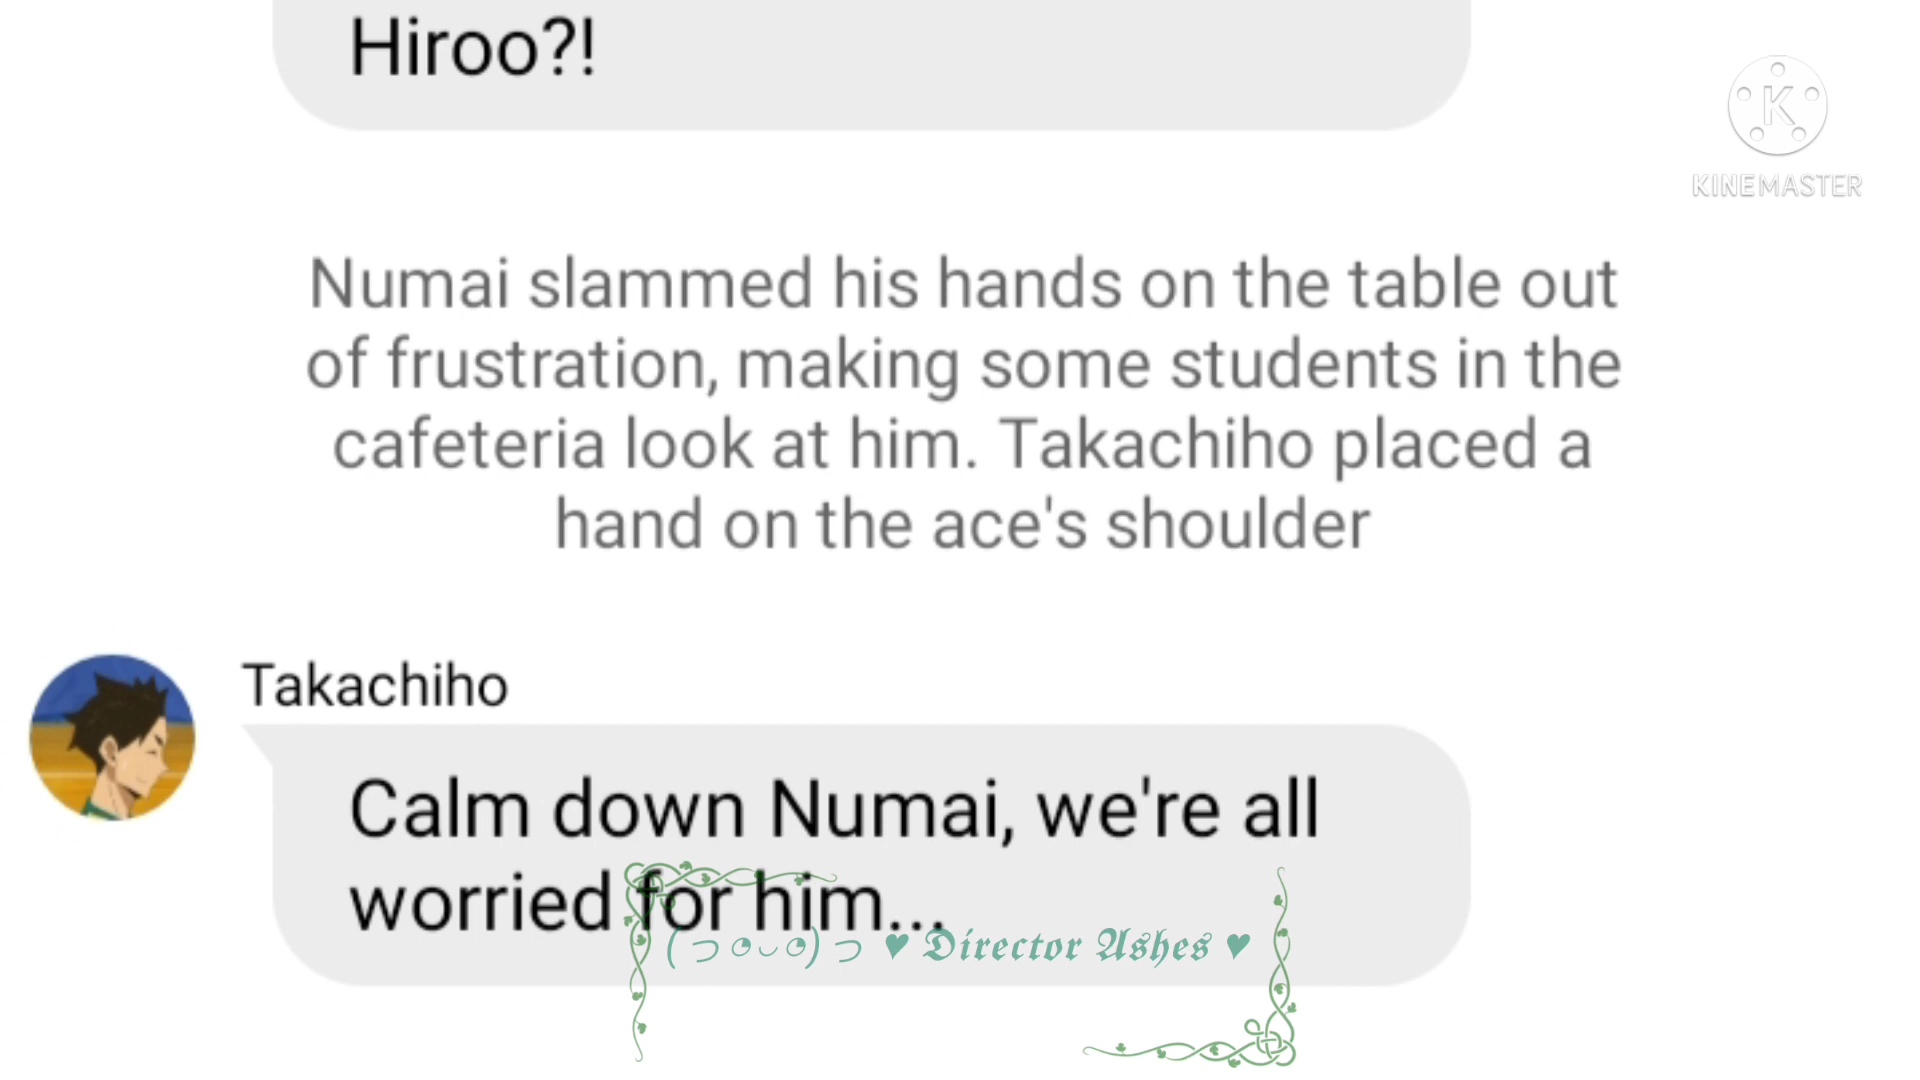 Hiroo?!
KINEMASTER
Numai slammed his hands on the table out
of frustration, making some students in the
cafeteria look at him. Takachiho placed a
hand on the ace's shoulder
Takachiho
Calm down Numai, we're all
worried for him...
(つ◕◡◕)つ ♥ 𝕯𝖎𝖗𝖊𝖈𝖙𝖔𝖗 𝕬𝖘𝖍𝖊𝖘 ♥